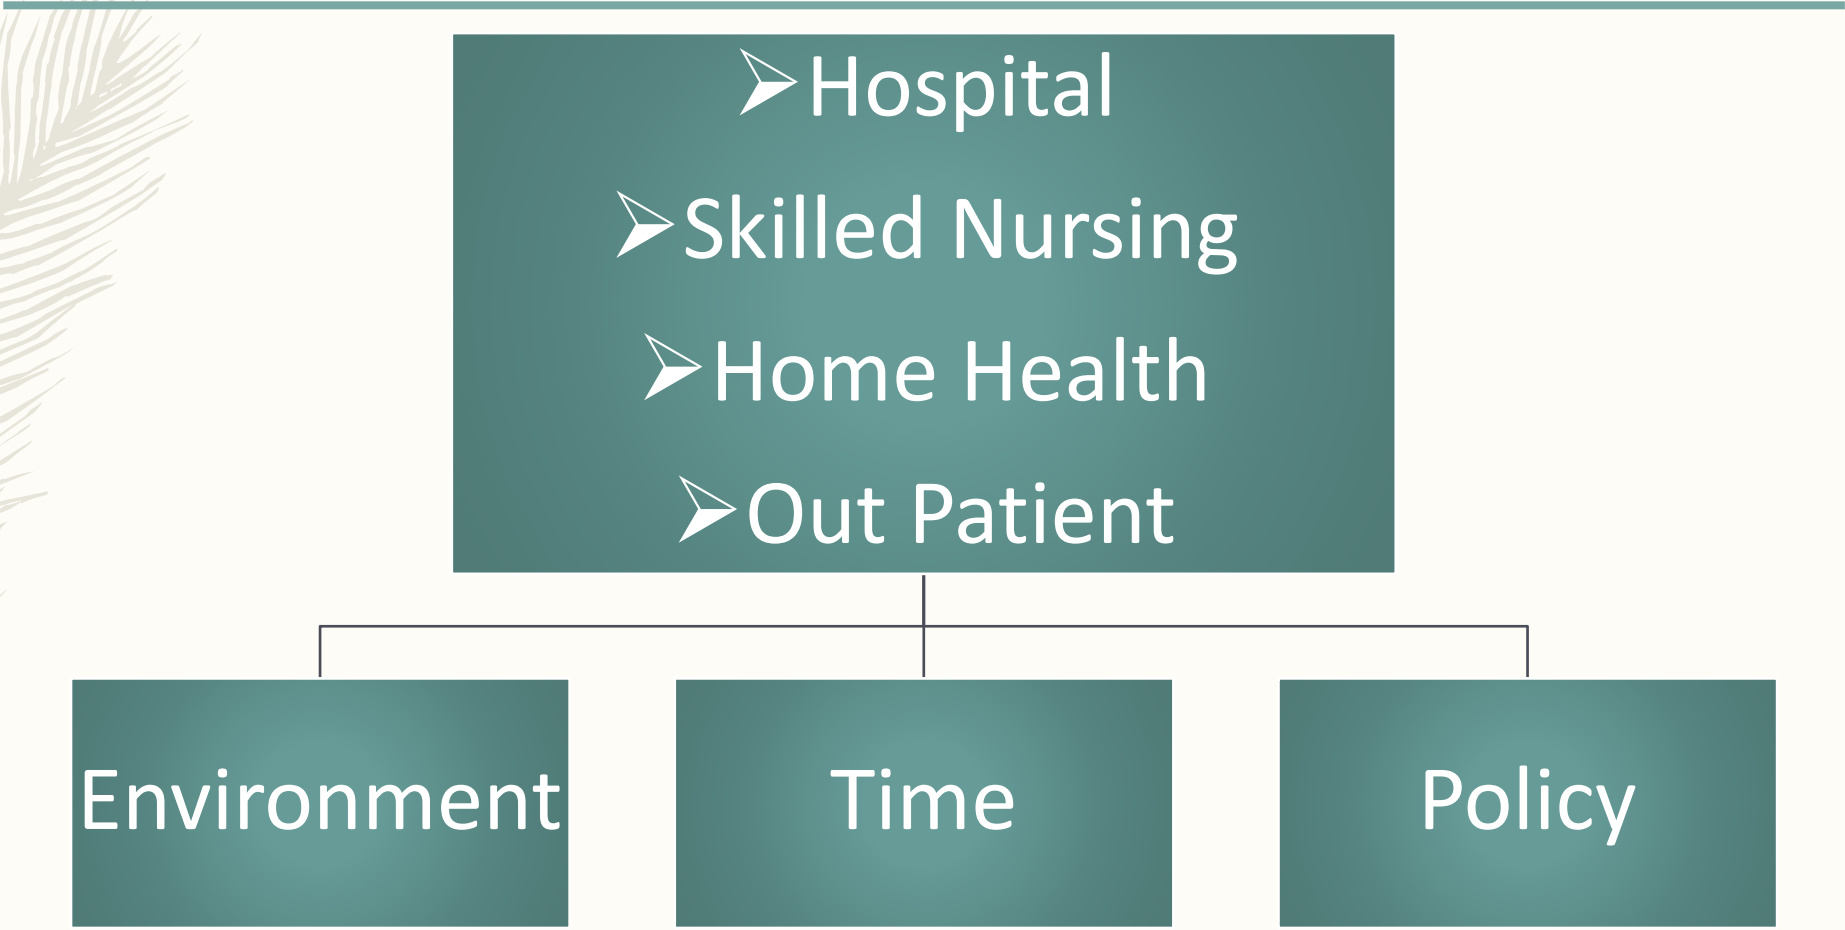 ➢Hospital
➢Skilled Nursing
➢Home Health
➢Out Patient
Environment
Time
Policy